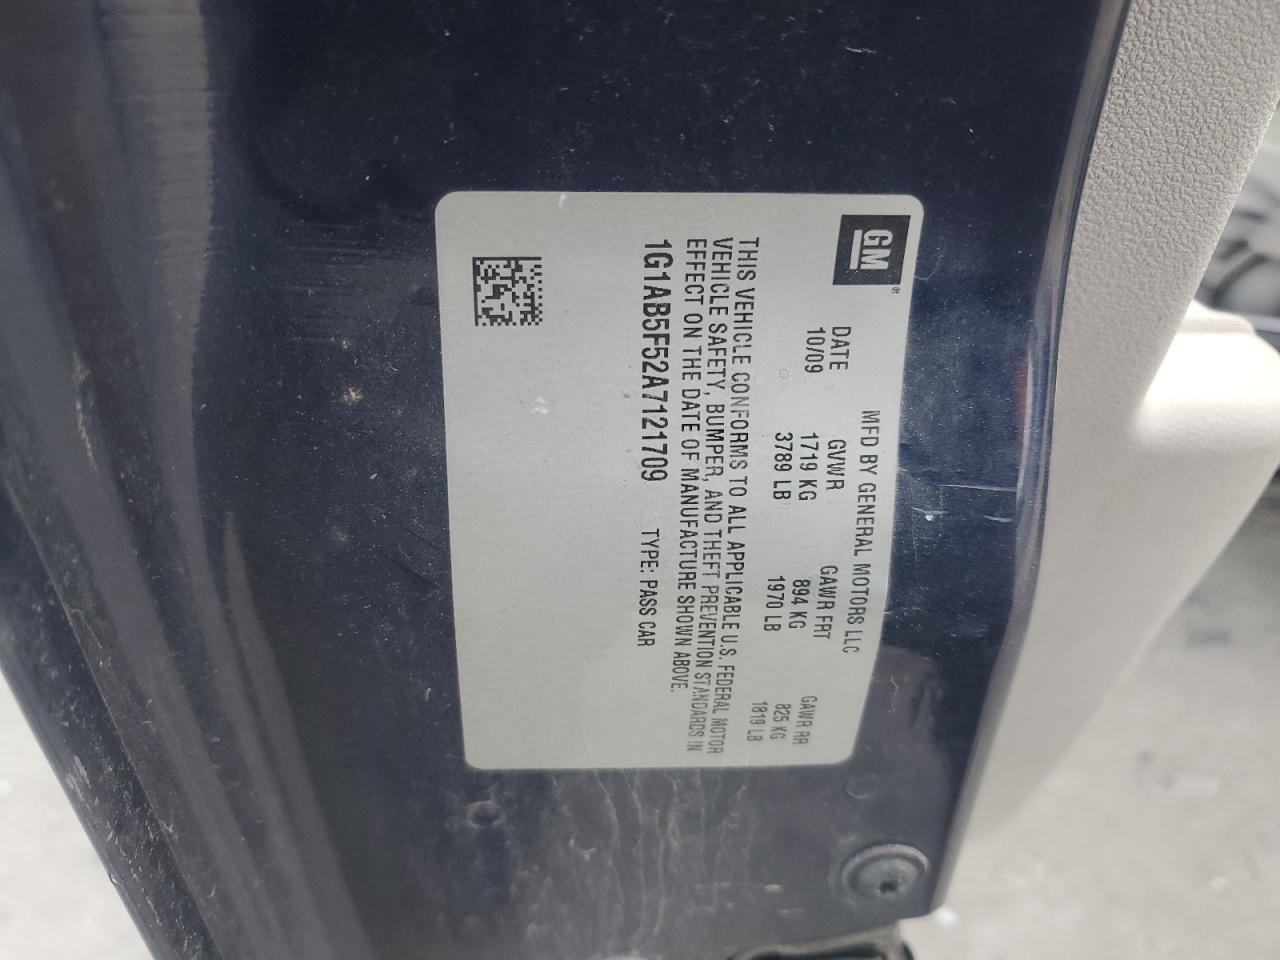 GM®
MFD BY GENERAL MOTORS LLC
DATE GVWR GAWR FRT GAWR RR
10/09 1719 KG 894 KG 825 KG
3789 LB 1970 LB 1819 LB
THIS VEHICLE CONFORMS TO ALL APPLICABLE U.S. FEDERAL MOTOR
VEHICLE SAFETY, BUMPER, AND THEFT PREVENTION STANDARDS IN
EFFECT ON THE DATE OF MANUFACTURE SHOWN ABOVE.
1G1AB5F52A7121709 TYPE: PASS CAR